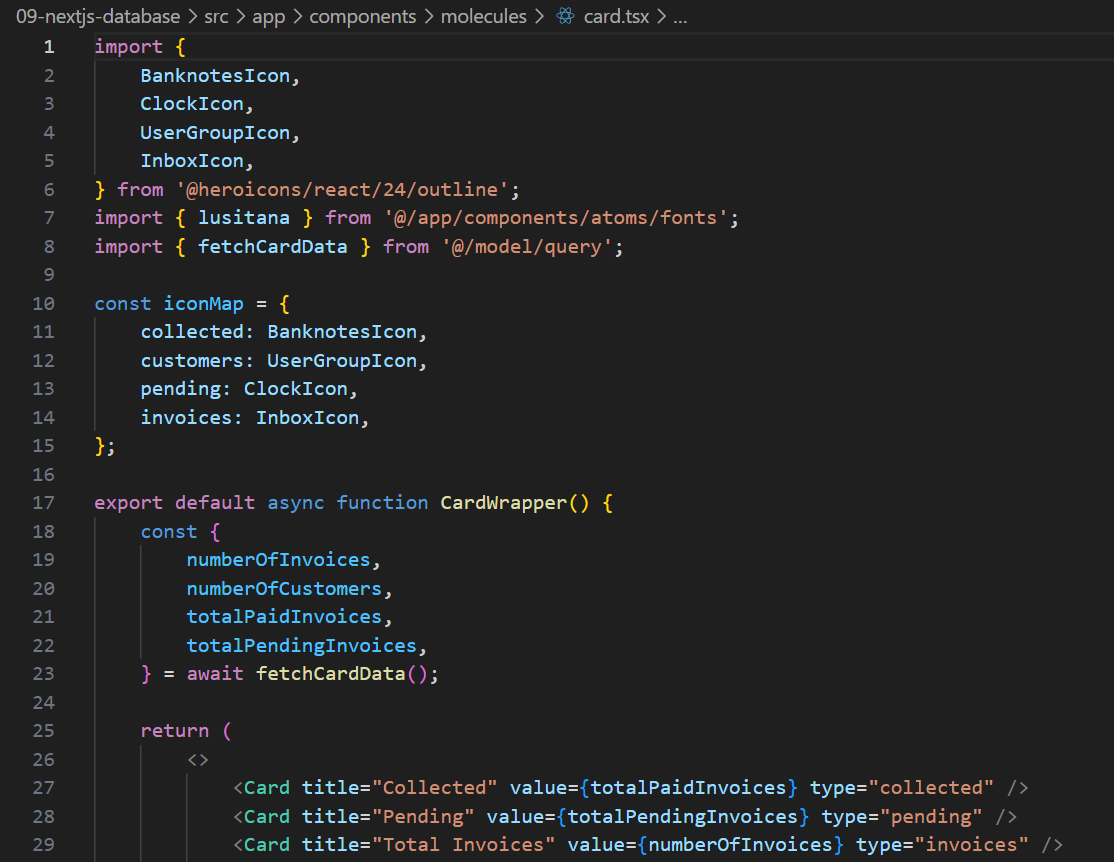 09-nextjs-database > src > app > components > molecules > card.tsx > ...
1 import {
2     BanknotesIcon,
3     ClockIcon,
4     UserGroupIcon,
5     InboxIcon,
6 } from '@heroicons/react/24/outline';
7 import { lusitana } from '@/app/components/atoms/fonts';
8 import { fetchCardData } from '@/model/query';
9
10 const iconMap = {
11     collected: BanknotesIcon,
12     customers: UserGroupIcon,
13     pending: ClockIcon,
14     invoices: InboxIcon,
15 };
16
17 export default async function CardWrapper() {
18     const {
19         numberOfInvoices,
20         numberOfCustomers,
21         totalPaidInvoices,
22         totalPendingInvoices,
23     } = await fetchCardData();
24
25     return (
26         <>
27             <Card title="Collected" value={totalPaidInvoices} type="collected" />
28             <Card title="Pending" value={totalPendingInvoices} type="pending" />
29             <Card title="Total Invoices" value={numberOfInvoices} type="invoices" />